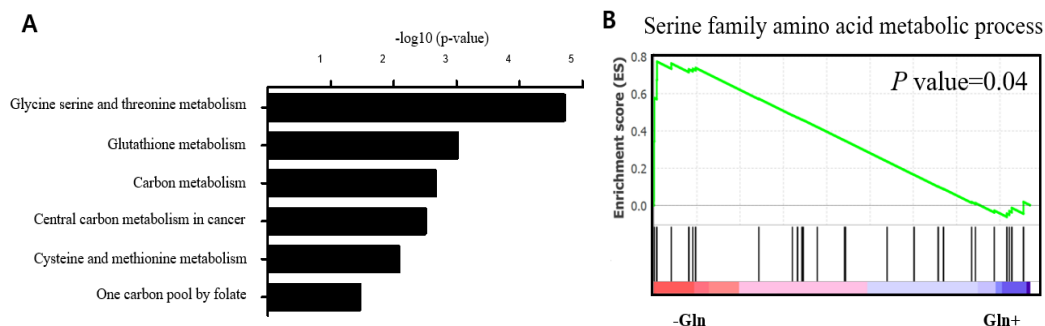 A
-log10 (p-value)
1 2 3 4 5
Glycine serine and threonine metabolism
Glutathione metabolism
Carbon metabolism
Central carbon metabolism in cancer
Cysteine and methionine metabolism
One carbon pool by folate
B
Serine family amino acid metabolic process
P value=0.04
Enrichment score (ES)
0.8
0.6
0.4
0.2
0.0
-Gln Gln+